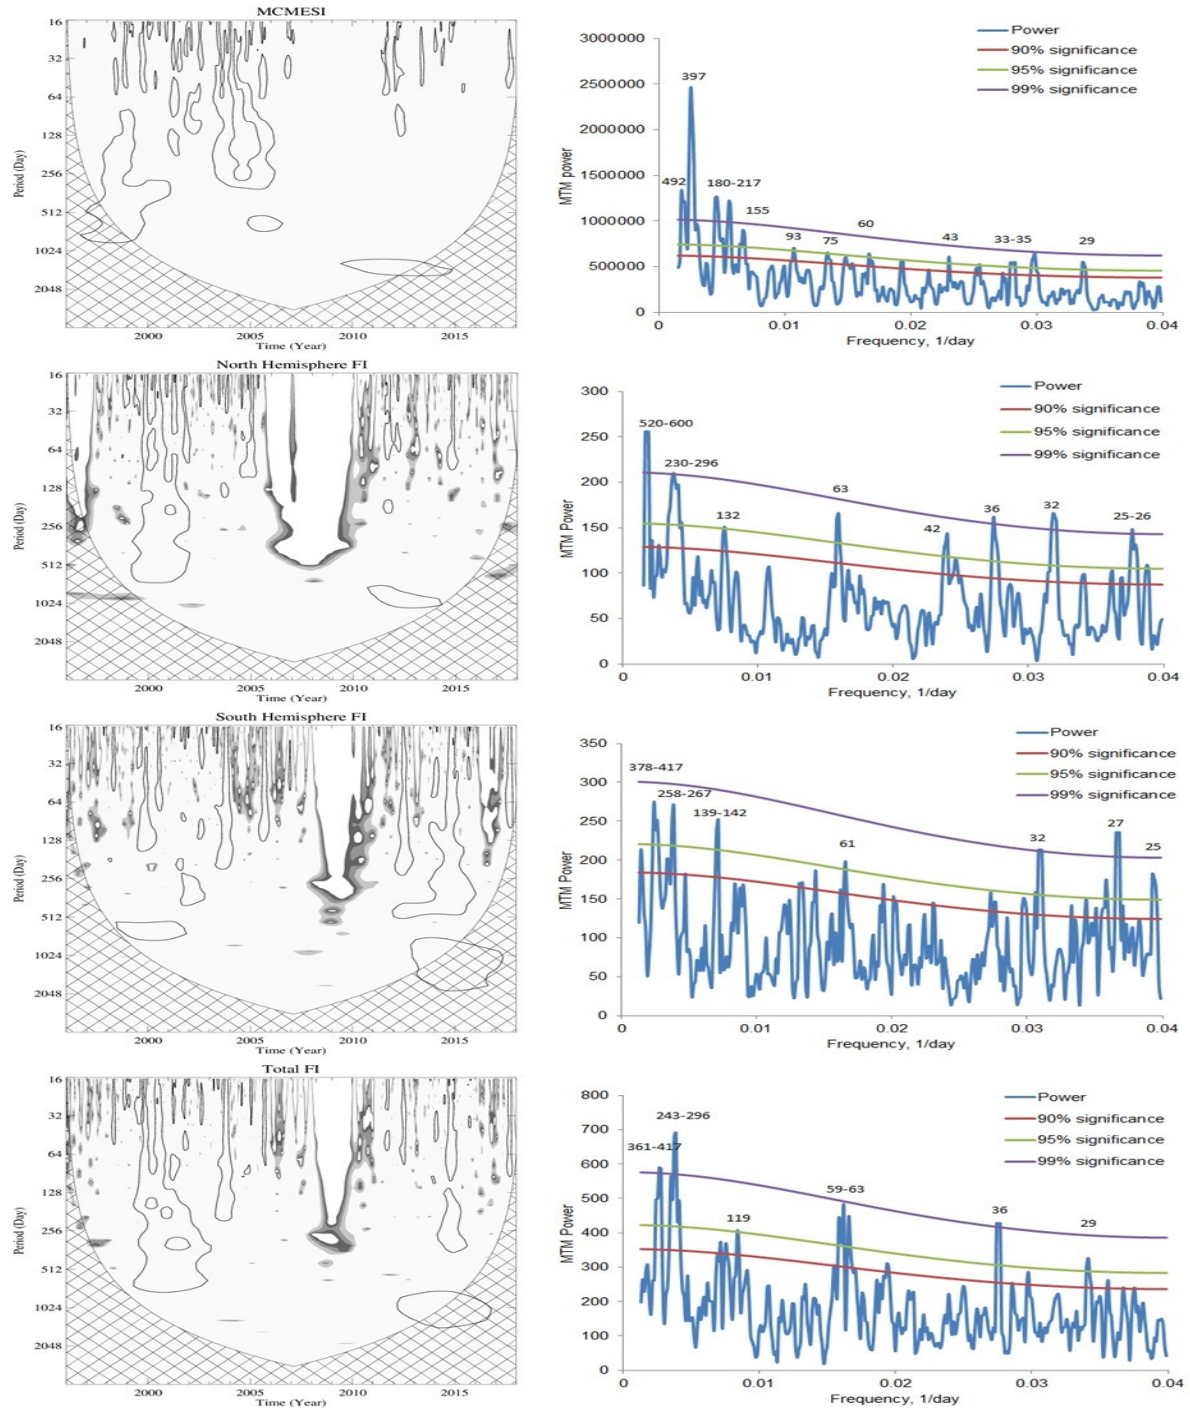 MCMESI
16
32
64
128
256
512
1024
2048
Period (Day)
2000 2005 2010 2015
Time (Year)
Power
90% significance
95% significance
99% significance
3000000
2500000
2000000
1500000
1000000
500000
0
MTM power
397
492
180-217
155
93
75
60
43
33-35
29
0 0.01 0.02 0.03 0.04
Frequency, 1/day
North Hemisphere FI
16
32
64
128
256
512
1024
2048
Period (Day)
2000 2005 2010 2015
Time (Year)
Power
90% significance
95% significance
99% significance
300
250
200
150
100
50
0
MTM Power
520-600
230-296
132
63
42
36
32
25-26
0 0.01 0.02 0.03 0.04
Frequency, 1/day
South Hemisphere FI
16
32
64
128
256
512
1024
2048
Period (Day)
2000 2005 2010 2015
Time (Year)
Power
90% significance
95% significance
99% significance
350
300
250
200
150
100
50
0
MTM Power
378-417
258-267
139-142
61
32
27
25
0 0.01 0.02 0.03 0.04
Frequency, 1/day
Total FI
16
32
64
128
256
512
1024
2048
Period (Day)
2000 2005 2010 2015
Time (Year)
Power
90% significance
95% significance
99% significance
800
700
600
500
400
300
200
100
0
MTM Power
243-296
361-417
119
59-63
36
29
0 0.01 0.02 0.03 0.04
Frequency, 1/day